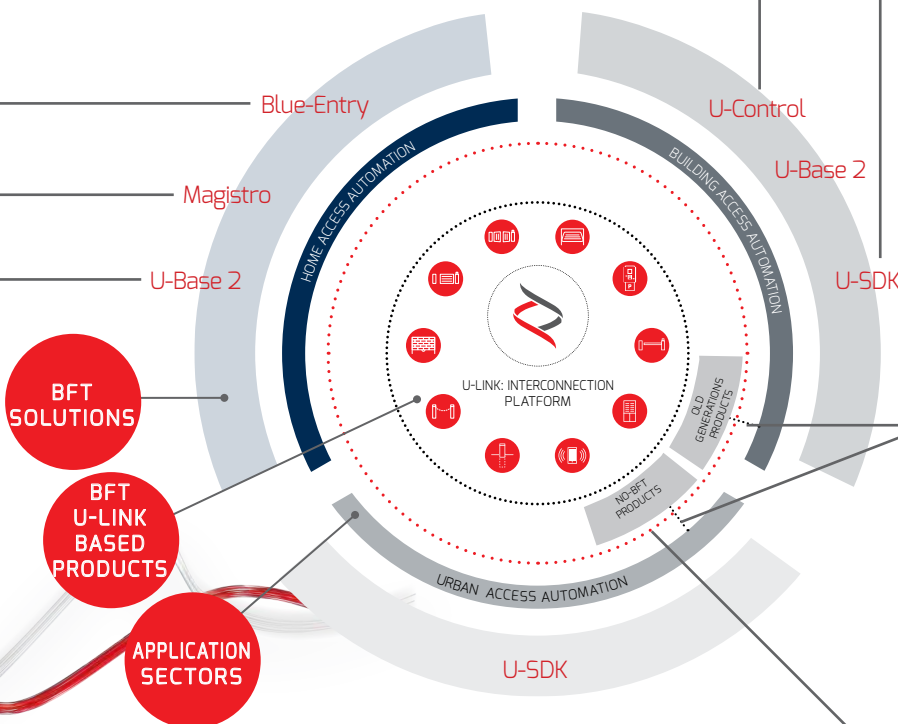 Blue-Entry
U-Control
U-Base 2
Magistro
U-Base 2
U-SDK
HOME ACCESS AUTOMATION
BUILDING ACCESS AUTOMATION
U-LINK: INTERCONNECTION
PLATFORM
OLD
GENERATIONS
PRODUCTS
NO-BFT
PRODUCTS
BFT
SOLUTIONS
BFT
U-LINK
BASED
PRODUCTS
URBAN ACCESS AUTOMATION
APPLICATION
SECTORS
U-SDK